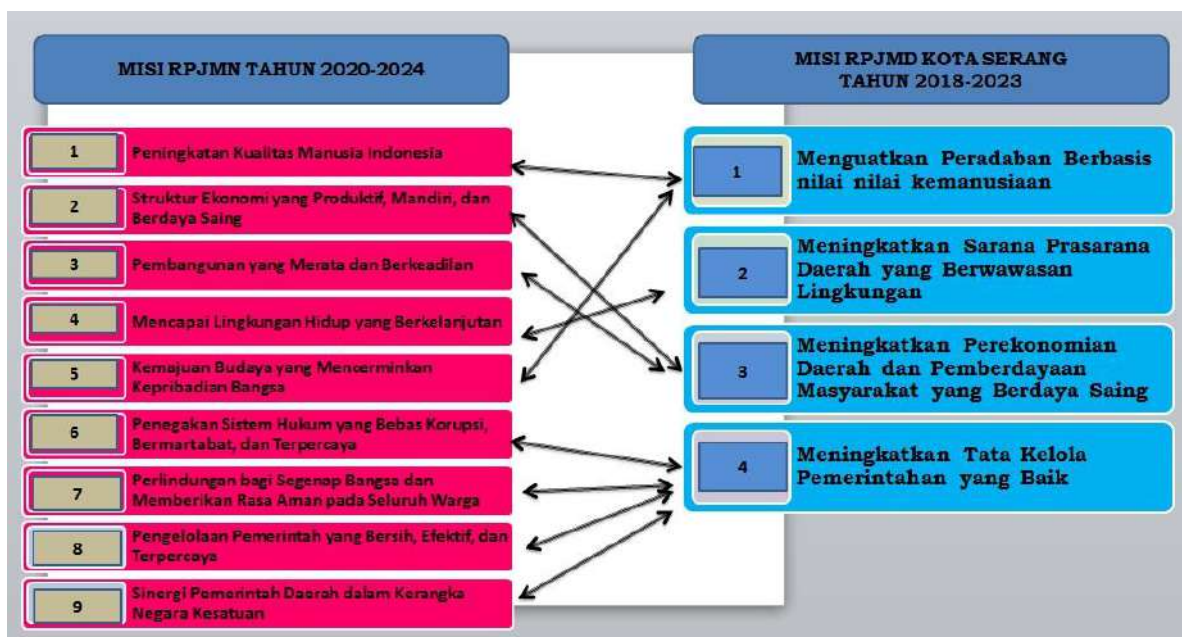 MISI RPJMN TAHUN 2020-2024
1
Peningkatan Kualitas Manusia Indonesia
2
Struktur Ekonomi yang Produktif, Mandiri, dan
Berdaya Saing
3
Pembangunan yang Merata dan Berkeadilan
4
Mencapai Lingkungan Hidup yang Berkelanjutan
5
Kemajuan Budaya yang Mencerminkan
Kepribadian Bangsa
6
Penegakan Sistem Hukum yang Bebas Korupsi,
Bermartabat, dan Terpercaya
7
Perlindungan bagi Segenap Bangsa dan
Memberikan Rasa Aman pada Seluruh Warga
8
Pengelolaan Pemerintah yang Bersih, Efektif, dan
Terpercaya
9
Sinergi Pemerintah Daerah dalam Kerangka
Negara Kesatuan
MISI RPJMD KOTA SERANG
TAHUN 2018-2023
1
Menguatkan Peradaban Berbasis
nilai nilai kemanusiaan
2
Meningkatkan Sarana Prasarana
Daerah yang Berwawasan
Lingkungan
3
Meningkatkan Perekonomian
Daerah dan Pemberdayaan
Masyarakat yang Berdaya Saing
4
Meningkatkan Tata Kelola
Pemerintahan yang Baik